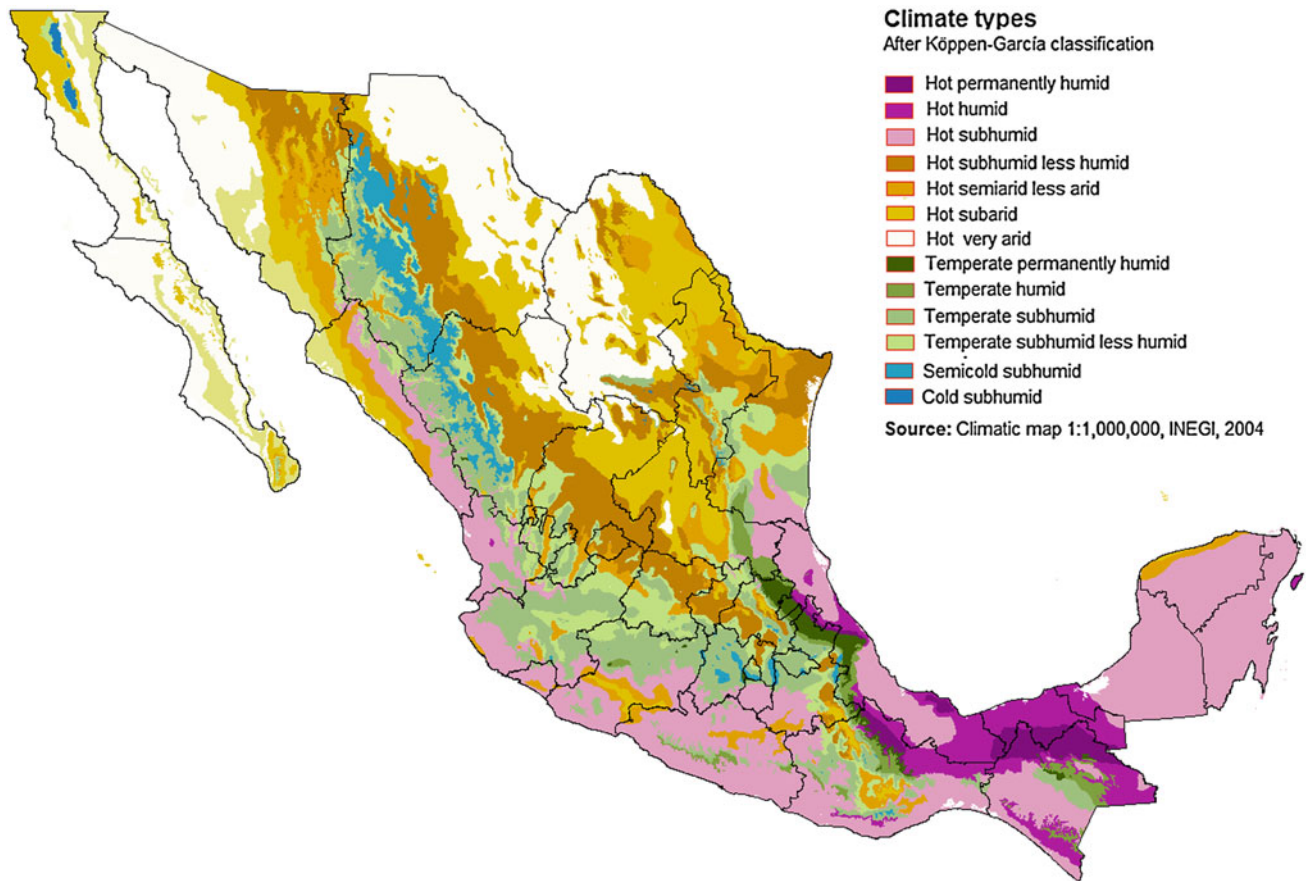 Climate types
After Köppen-García classification
Hot permanently humid
Hot humid
Hot subhumid
Hot subhumid less humid
Hot semiarid less arid
Hot subarid
Hot very arid
Temperate permanently humid
Temperate humid
Temperate subhumid
Temperate subhumid less humid
Semicold subhumid
Cold subhumid
Source: Climatic map 1:1,000,000, INEGI, 2004